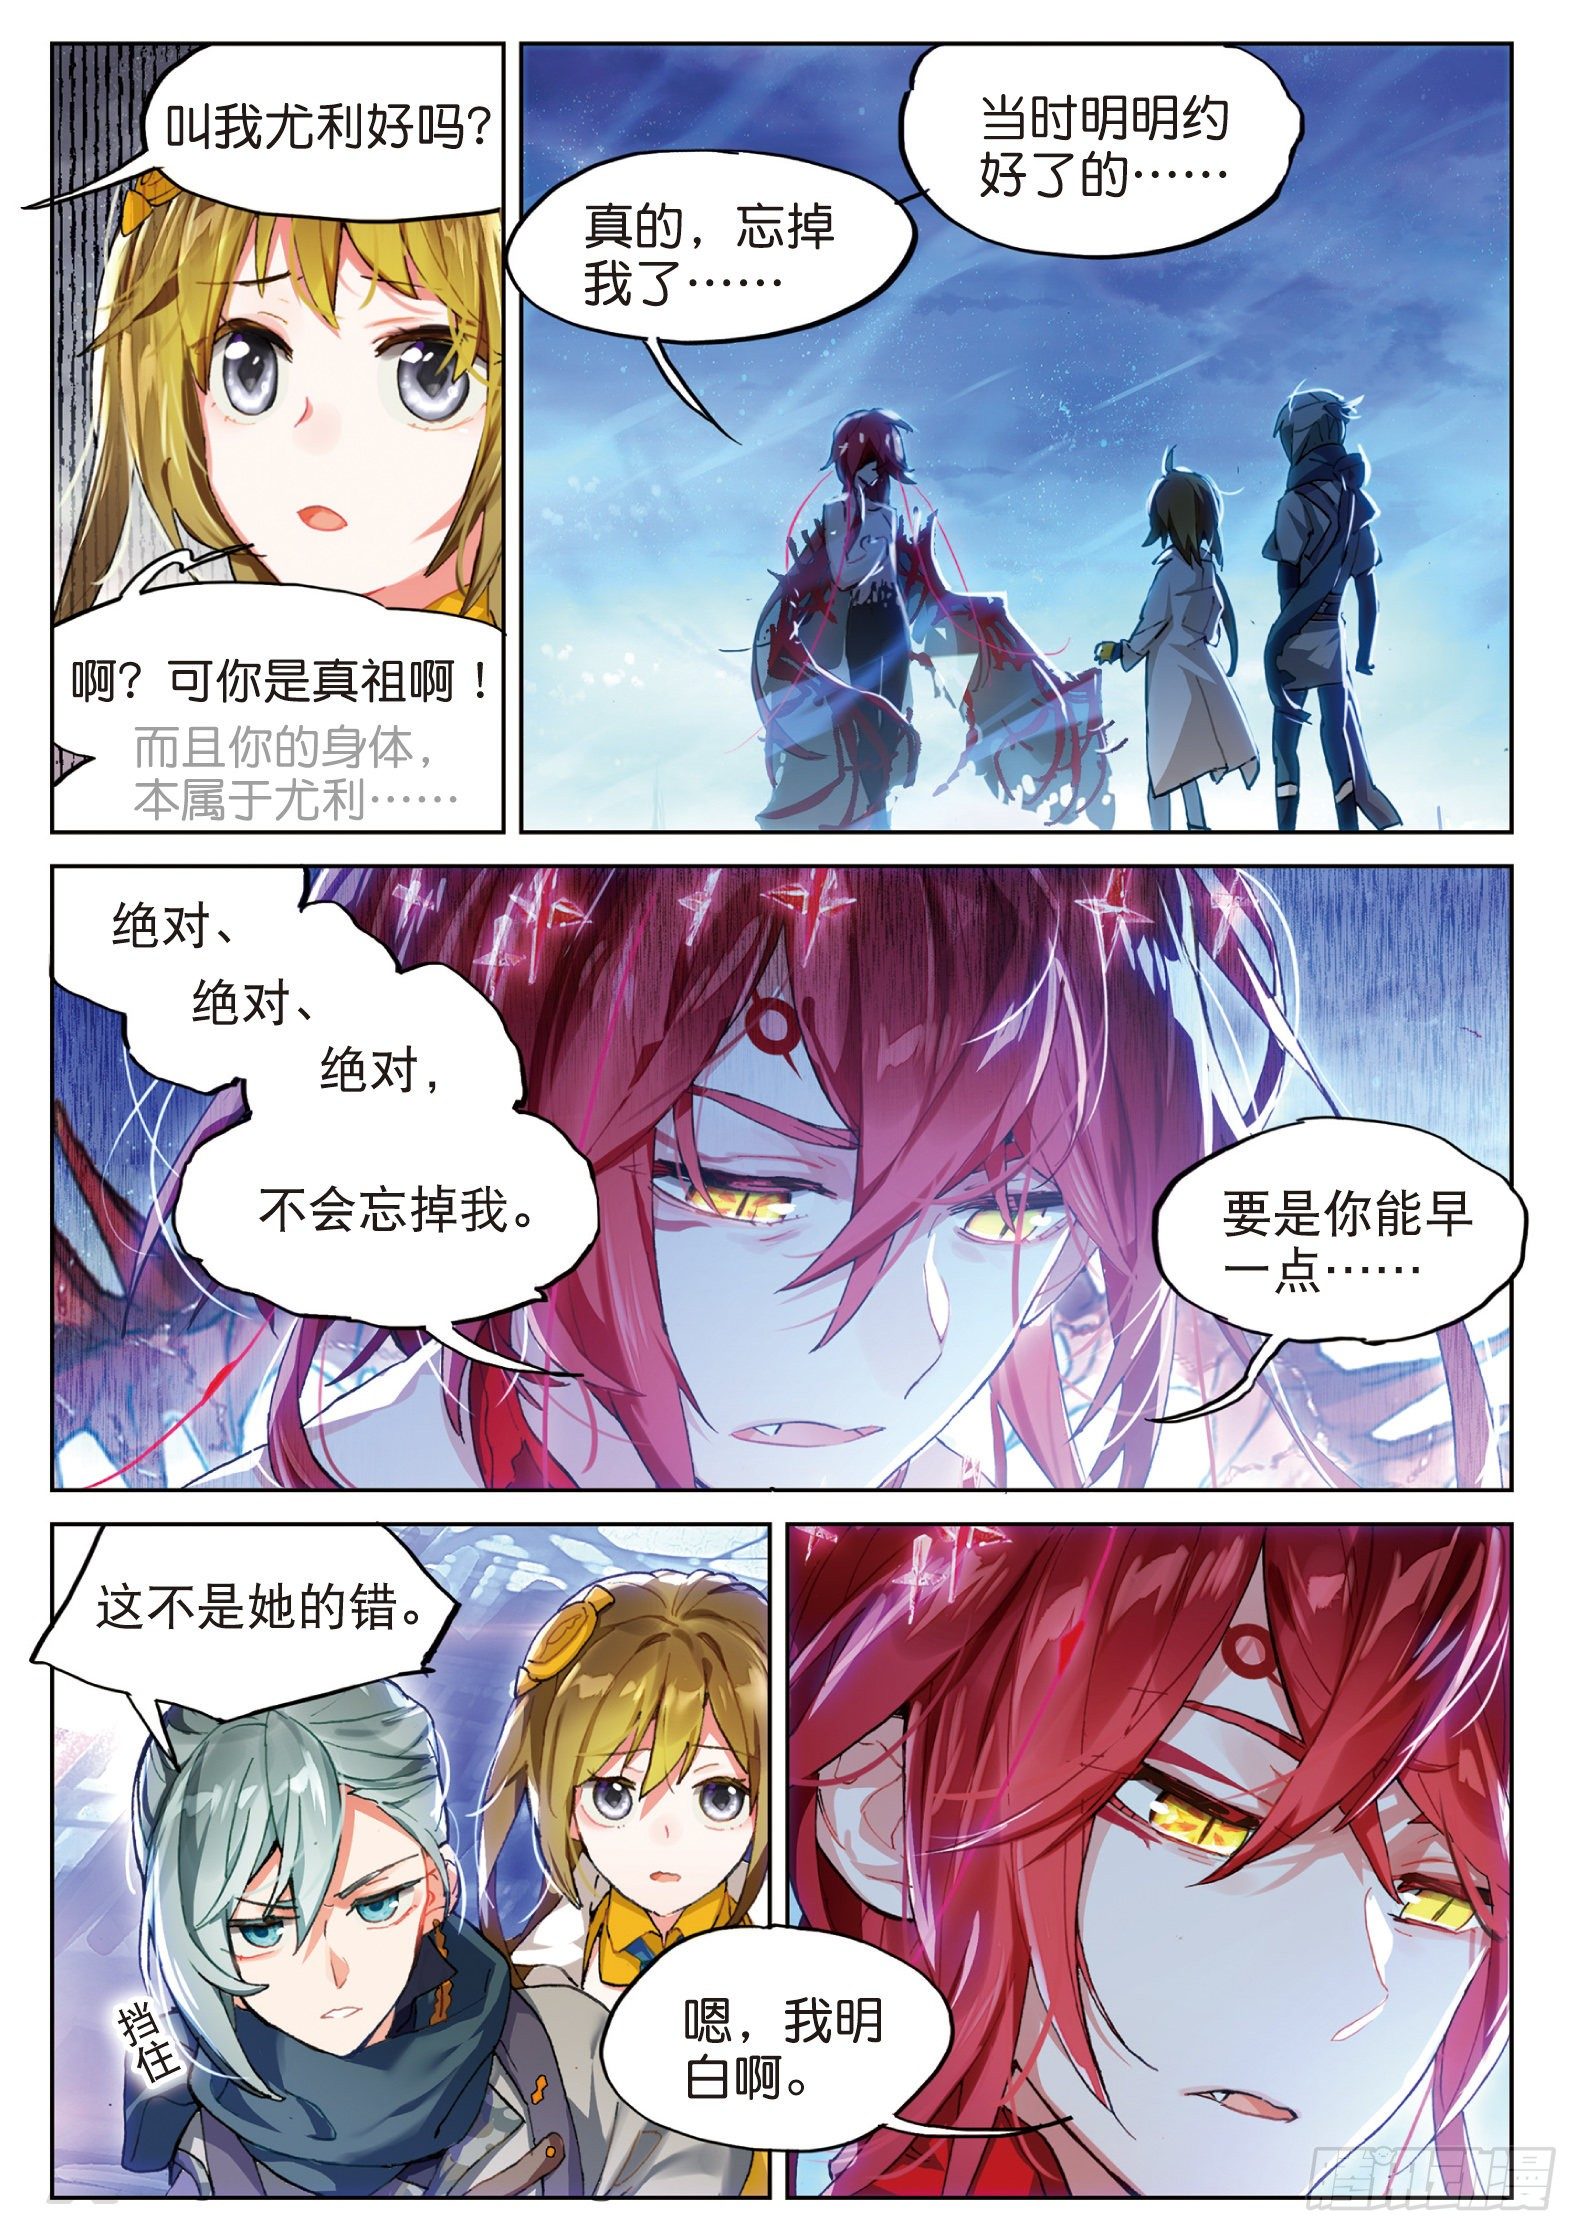 叫我尤利好吗？
啊？可你是真祖啊！
而且你的身体，
本属于尤利……
当时明明约
好了的……
真的，忘掉
我了……
绝对、
绝对、
绝对，
不会忘掉我。
要是你能早
一点……
这不是她的错。
挡住
嗯，我明
白啊。
腾讯动漫